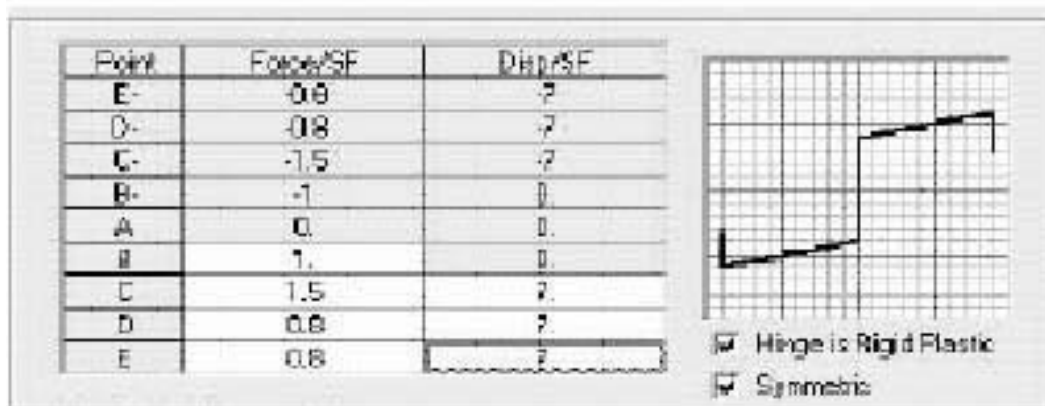 Point Force/SF Disp/SF
E- -0.8 -7
D- -0.8 -7
C- -1.5 -7
B- -1 0.
A 0. 0.
B 1. 0.
C 1.5 7.
D 0.8 7.
E 0.8 7.
Hinge is Rigid Plastic
Symmetric